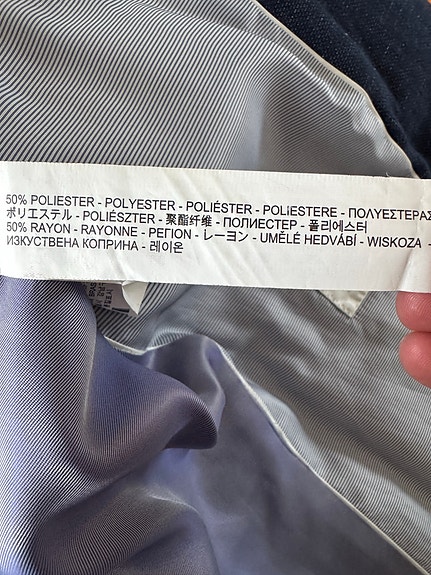 50% POLIESTER - POLYESTER - POLIÉSTER - POLIESTERE - ΠΟΛΥΕΣΤΕΡΑΣ
ポリエステル - POLIÉSZTER - 聚酯纤维 - ПОЛИЕСТЕР - 폴리에스터
50% RAYON - RAYONNE - ΡΕΓΙΟΝ - レーヨン - UMĚLÉ HEDVÁBÍ - WISKOZA -
ИЗКУСТВЕНА КОПРИНА - 레이온